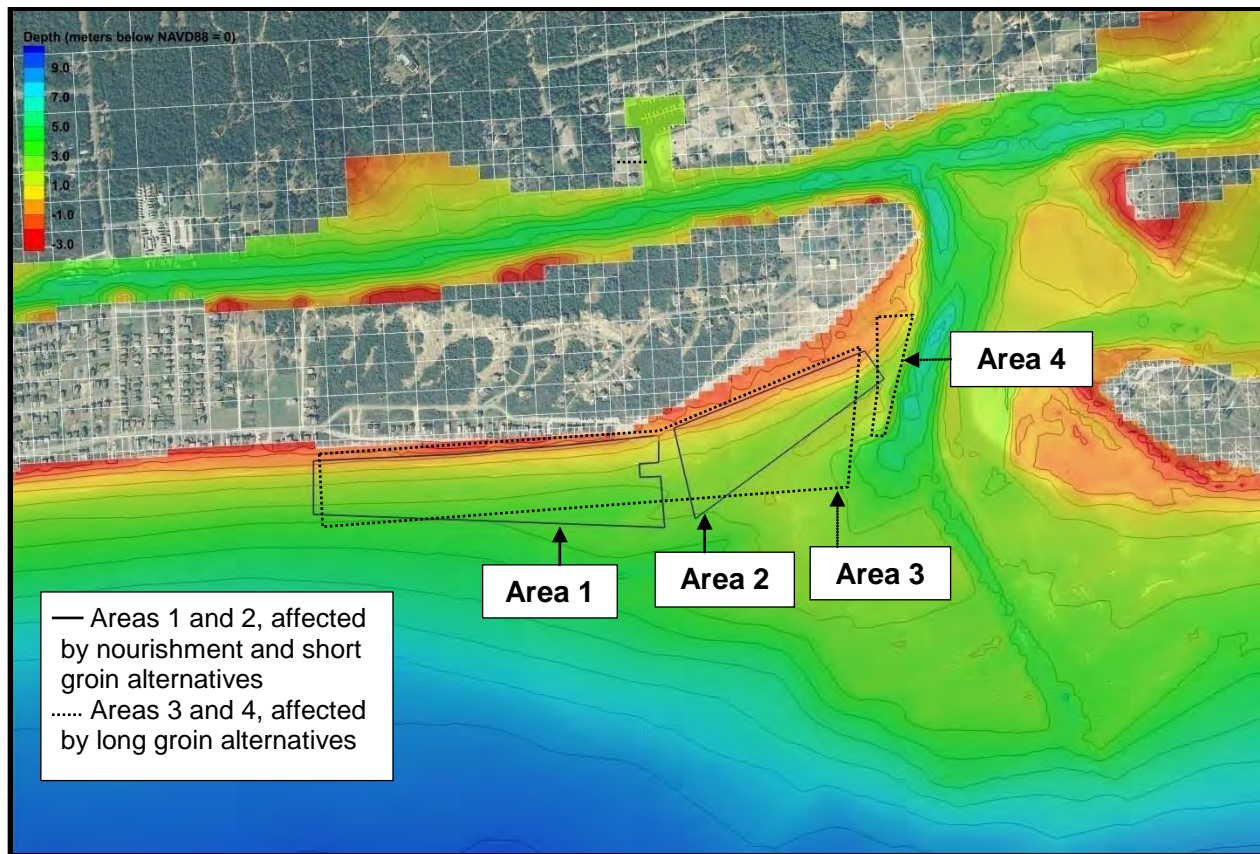 Depth (meters below NAVD88 = 0)
9.0
7.0
5.0
3.0
1.0
-1.0
-3.0
Area 4
Area 3
Area 2
Area 1
— Areas 1 and 2, affected
by nourishment and short
groin alternatives
...... Areas 3 and 4, affected
by long groin alternatives